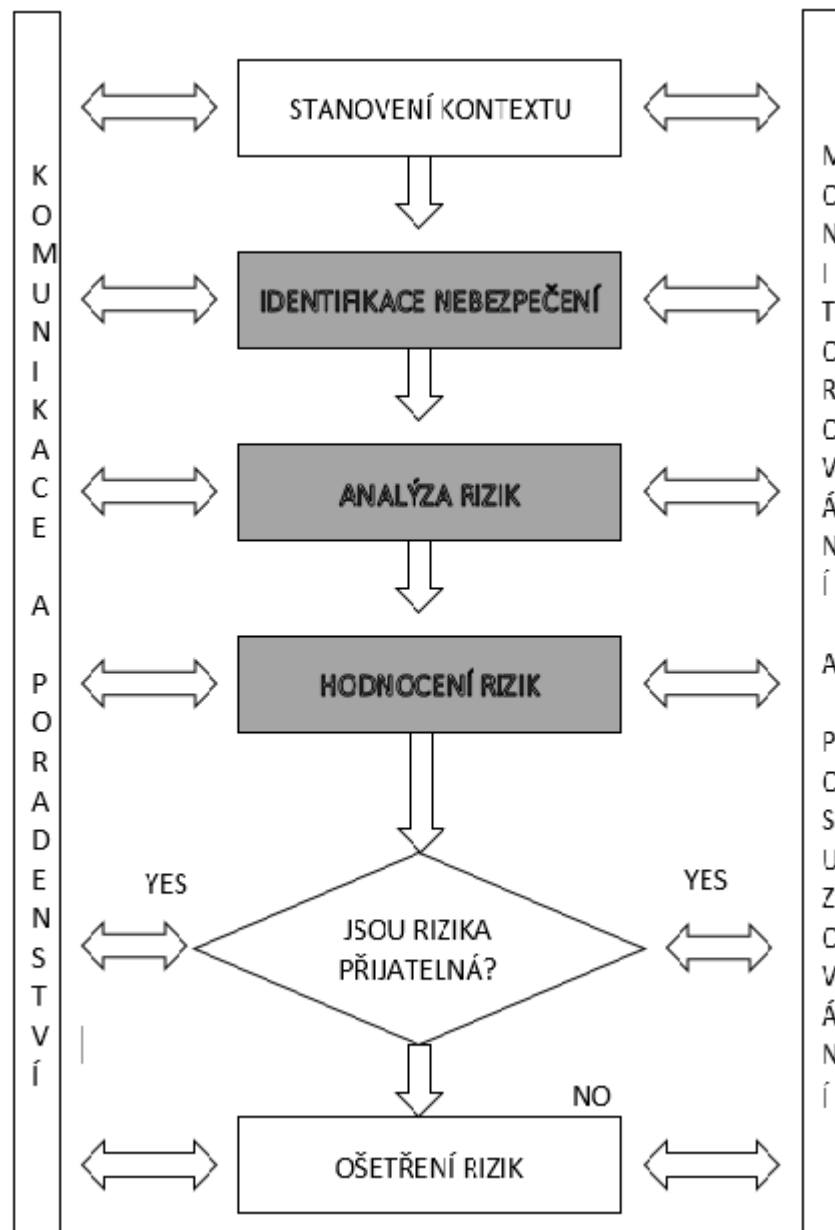 STANOVENÍ KONTEXTU
IDENTIFIKACE NEBEZPEČENÍ
ANALÝZA RIZIK
HODNOCENÍ RIZIK
YES
YES
JSOU RIZIKA
PŘIJATELNÁ?
NO
OŠETŘENÍ RIZIK
KOMUNIKACE A PORADENSTVÍ
MONITOROVÁNÍ A POSUZOVÁNÍ